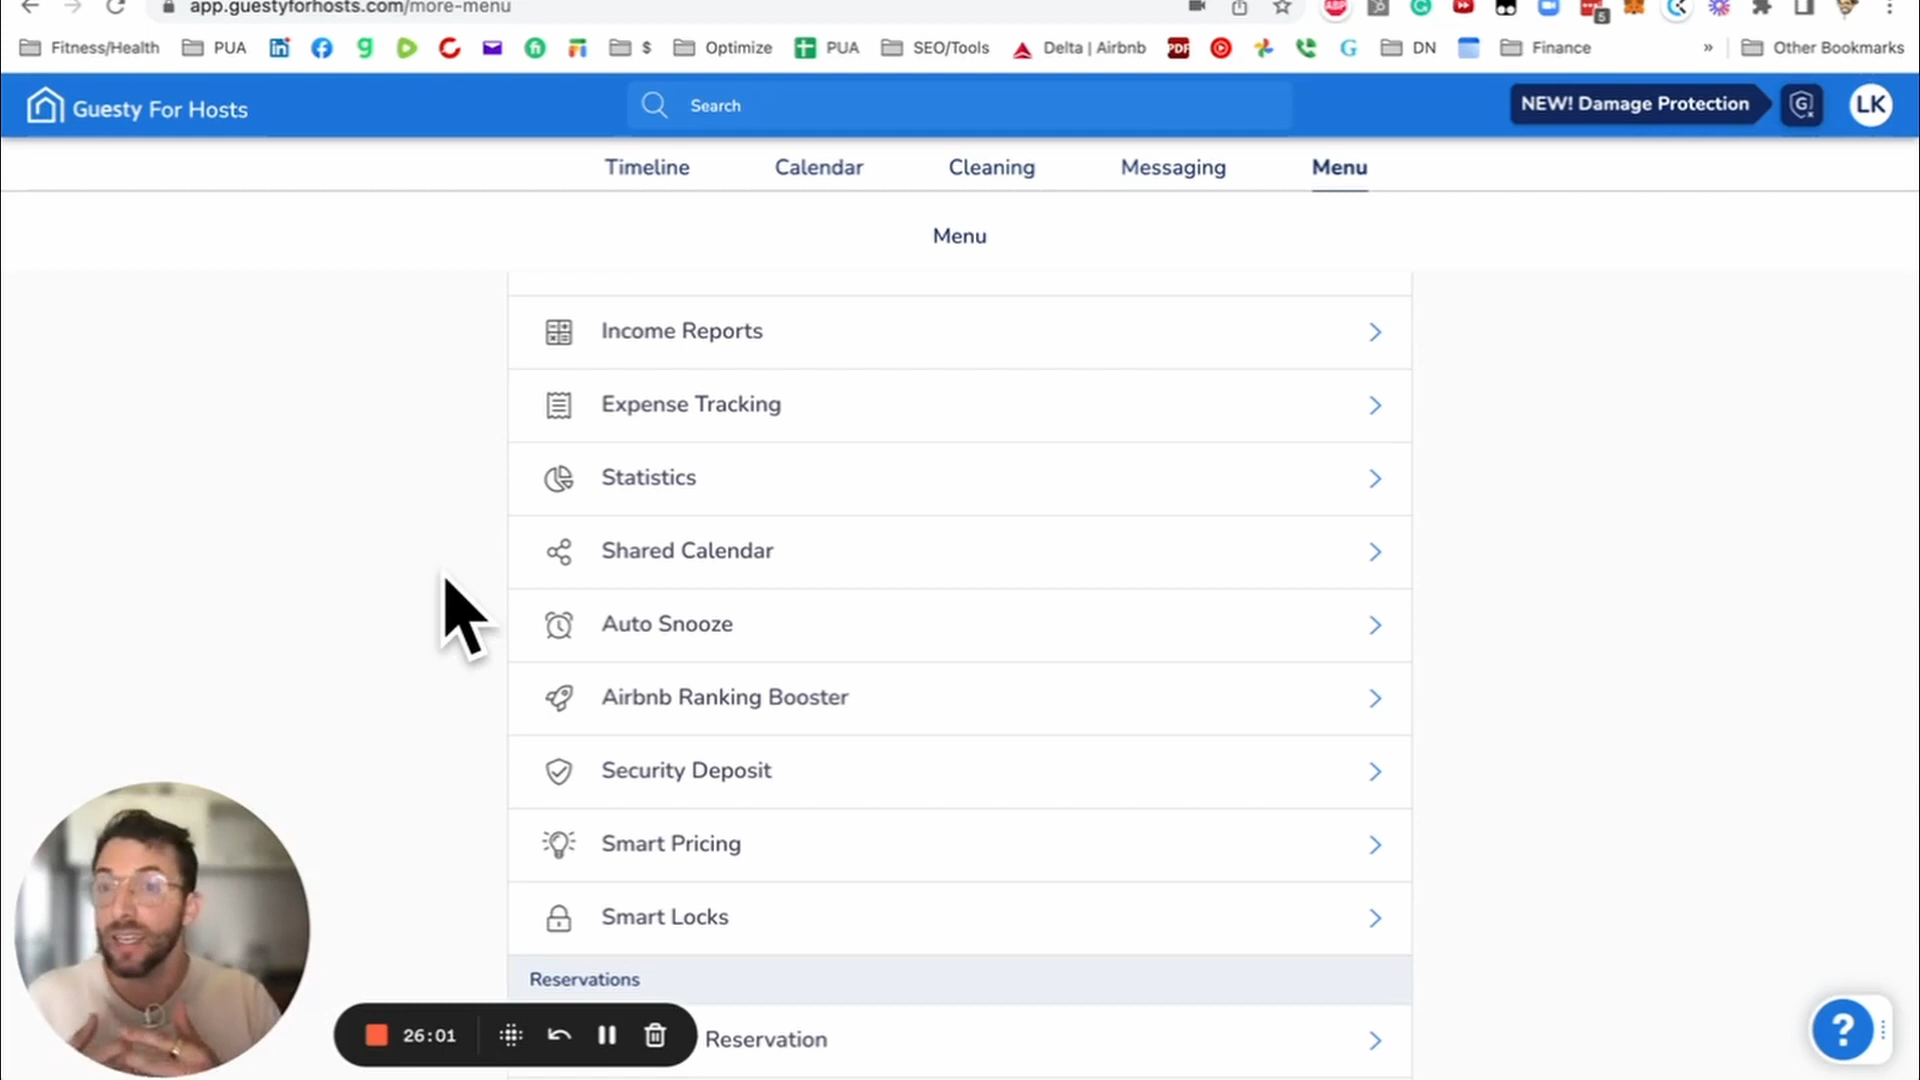 app.guestyforhosts.com/more-menu
5
Fitness/Health PUA $ Optimize PUA SEO/Tools Delta | Airbnb PDF G DN Finance » Other Bookmarks
Guesty For Hosts Search NEW! Damage Protection G LK
Timeline Calendar Cleaning Messaging Menu
Menu
Income Reports
Expense Tracking
Statistics
Shared Calendar
Auto Snooze
Airbnb Ranking Booster
Security Deposit
Smart Pricing
Smart Locks
Reservations
26:01 Reservation
?